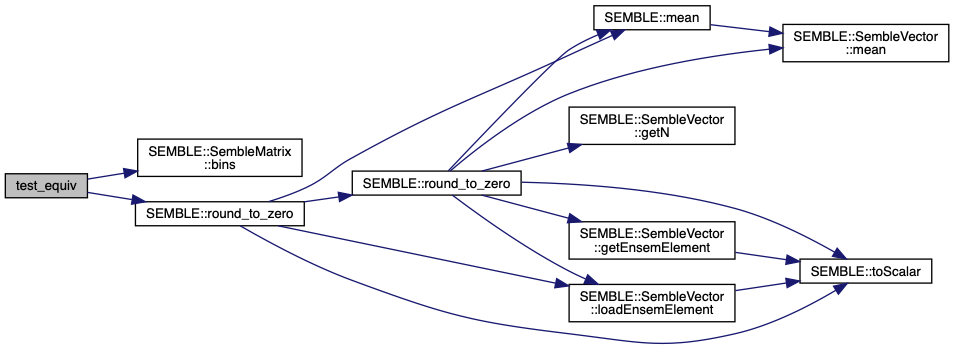 SEMBLE::mean
SEMBLE::SembleVector
::mean
SEMBLE::SembleVector
::getN
SEMBLE::SembleMatrix
::bins
test_equiv
SEMBLE::round_to_zero
SEMBLE::round_to_zero
SEMBLE::SembleVector
::getEnsemElement
SEMBLE::toScalar
SEMBLE::SembleVector
::loadEnsemElement